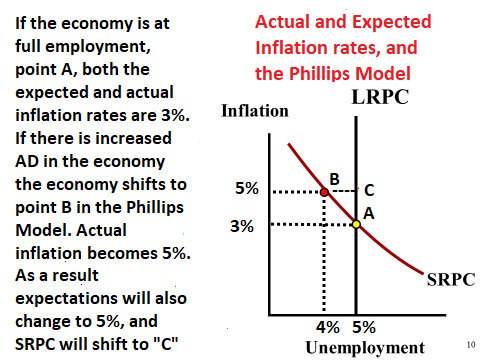 If the economy is at
full employment,
point A, both the
expected and actual
inflation rates are 3%.
If there is increased
AD in the economy
the economy shifts to
point B in the Phillips
Model. Actual
inflation becomes 5%.
As a result
expectations will also
change to 5%, and
SRPC will shift to "C"
Actual and Expected
Inflation rates, and
the Phillips Model
LRPC
Inflation
B
5%
C
A
3%
SRPC
4% 5%
Unemployment
10